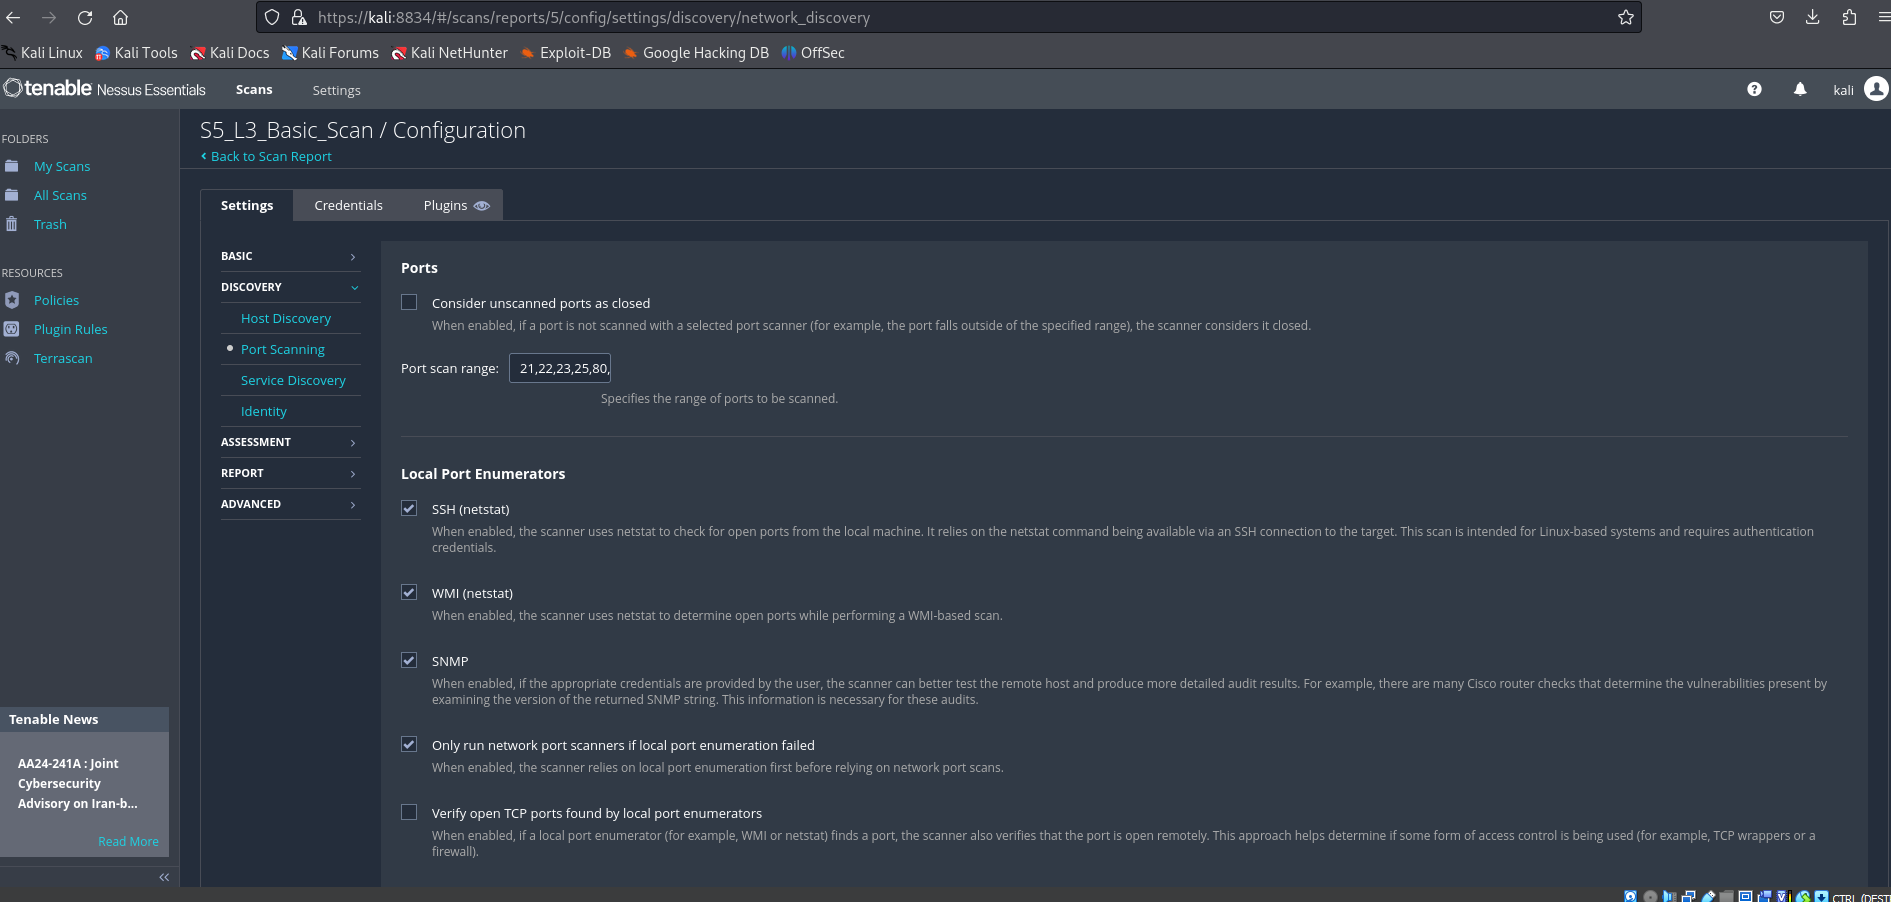 https://kali:8834/#/scans/reports/5/config/settings/discovery/network_discovery
Kali Linux
Kali Tools
Kali Docs
Kali Forums
Kali NetHunter
Exploit-DB
Google Hacking DB
OffSec
tenable Nessus Essentials
Scans
Settings
kali
FOLDERS
My Scans
All Scans
Trash
RESOURCES
Policies
Plugin Rules
Terrascan
Tenable News
AA24-241A : Joint
Cybersecurity
Advisory on Iran-b...
Read More
S5_L3_Basic_Scan / Configuration
Back to Scan Report
Settings
Credentials
Plugins
BASIC
DISCOVERY
Host Discovery
Port Scanning
Service Discovery
Identity
ASSESSMENT
REPORT
ADVANCED
Ports
Consider unscanned ports as closed
When enabled, if a port is not scanned with a selected port scanner (for example, the port falls outside of the specified range), the scanner considers it closed.
Port scan range: 21,22,23,25,80,
Specifies the range of ports to be scanned.
Local Port Enumerators
SSH (netstat)
When enabled, the scanner uses netstat to check for open ports from the local machine. It relies on the netstat command being available via an SSH connection to the target. This scan is intended for Linux-based systems and requires authentication
credentials.
WMI (netstat)
When enabled, the scanner uses netstat to determine open ports while performing a WMI-based scan.
SNMP
When enabled, if the appropriate credentials are provided by the user, the scanner can better test the remote host and produce more detailed audit results. For example, there are many Cisco router checks that determine the vulnerabilities present by
examining the version of the returned SNMP string. This information is necessary for these audits.
Only run network port scanners if local port enumeration failed
When enabled, the scanner relies on local port enumeration first before relying on network port scans.
Verify open TCP ports found by local port enumerators
When enabled, if a local port enumerator (for example, WMI or netstat) finds a port, the scanner also verifies that the port is open remotely. This approach helps determine if some form of access control is being used (for example, TCP wrappers or a
firewall).
CTRL (DEST